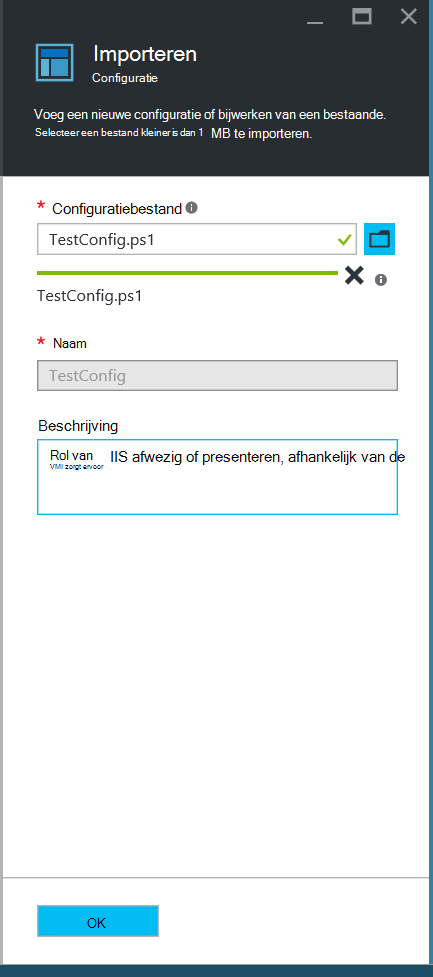 Importeren
Configuratie
Voeg een nieuwe configuratie of bijwerken van een bestaande.
Selecteer een bestand kleiner is dan 1 MB te importeren.
* Configuratiebestand
TestConfig.ps1
TestConfig.ps1
* Naam
TestConfig
Beschrijving
Rol van IIS afwezig of presenteren, afhankelijk van de
VMI zorgt ervoor
OK